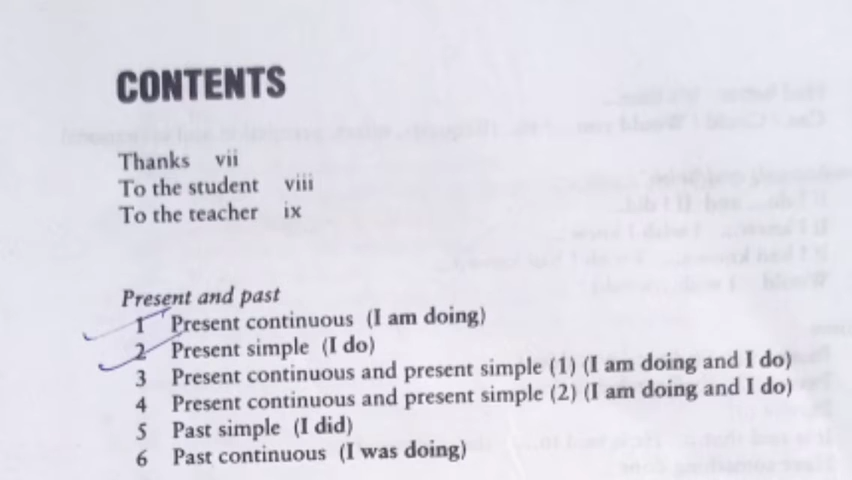 CONTENTS
Thanks vii
To the student viii
To the teacher ix
Present and past
1 Present continuous (I am doing)
2 Present simple (I do)
3 Present continuous and present simple (1) (I am doing and I do)
4 Present continuous and present simple (2) (I am doing and I do)
5 Past simple (I did)
6 Past continuous (I was doing)